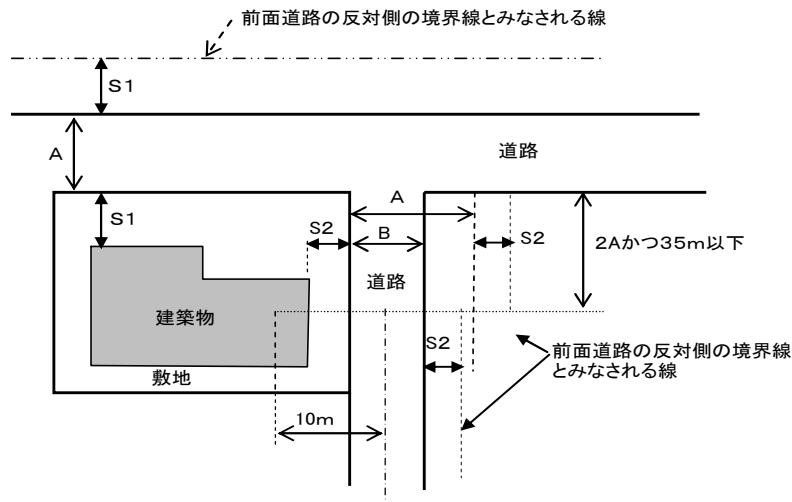 前面道路の反対側の境界線とみなされる線
S1
A
道路
S1
A
S2
B
S2
2Aかつ35m以下
道路
建築物
S2
前面道路の反対側の境界線
とみなされる線
敷地
10m